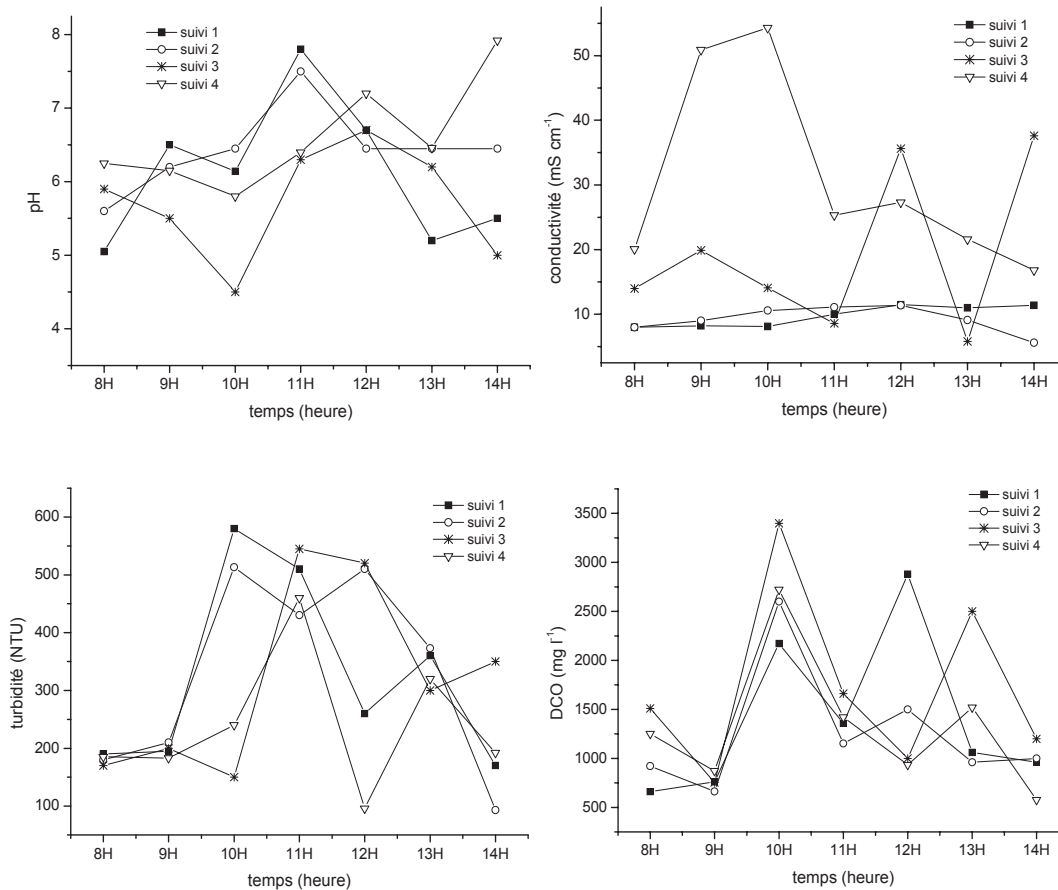 8
7
6
5
4
pH
suivi 1
suivi 2
suivi 3
suivi 4
8H 9H 10H 11H 12H 13H 14H
temps (heure)
50
40
30
20
10
conductivité (mS cm⁻¹)
suivi 1
suivi 2
suivi 3
suivi 4
8H 9H 10H 11H 12H 13H 14H
temps (heure)
600
500
400
300
200
100
turbidité (NTU)
suivi 1
suivi 2
suivi 3
suivi 4
8H 9H 10H 11H 12H 13H 14H
temps (heure)
3500
3000
2500
2000
1500
1000
500
DCO (mg l⁻¹)
suivi 1
suivi 2
suivi 3
suivi 4
8H 9H 10H 11H 12H 13H 14H
temps (heure)